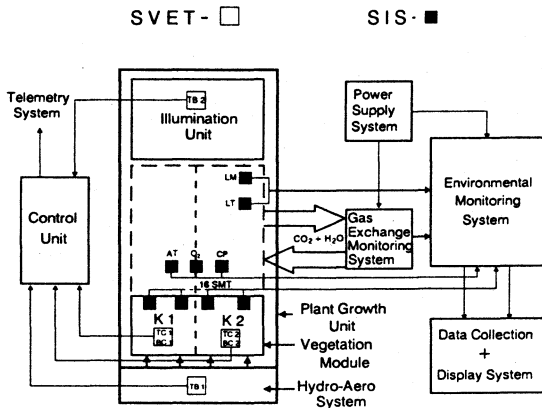 SVET-
SIS-
Telemetry
System
TB 2
Illumination
Unit
Power
Supply
System
LM
LT
Control
Unit
Environmental
Monitoring
System
Gas
Exchange
Monitoring
System
CO₂ + H₂O
AT
O₂
CP
16 SMT
K 1
K 2
TC 1
BC 1
TC 2
BC 2
Plant Growth
Unit
Vegetation
Module
Data Collection
+
Display System
TB 1
Hydro-Aero
System